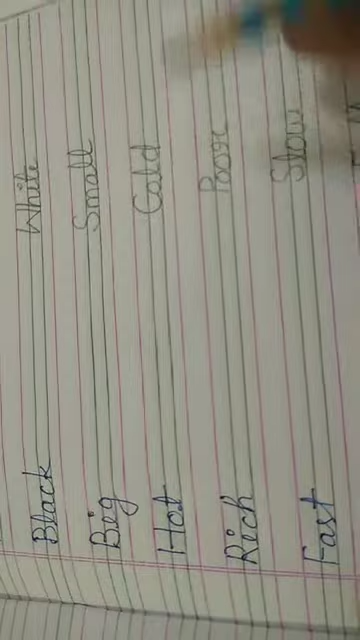 Black White
Big Small
Hot Cold
Rich Poor
Fast Slow